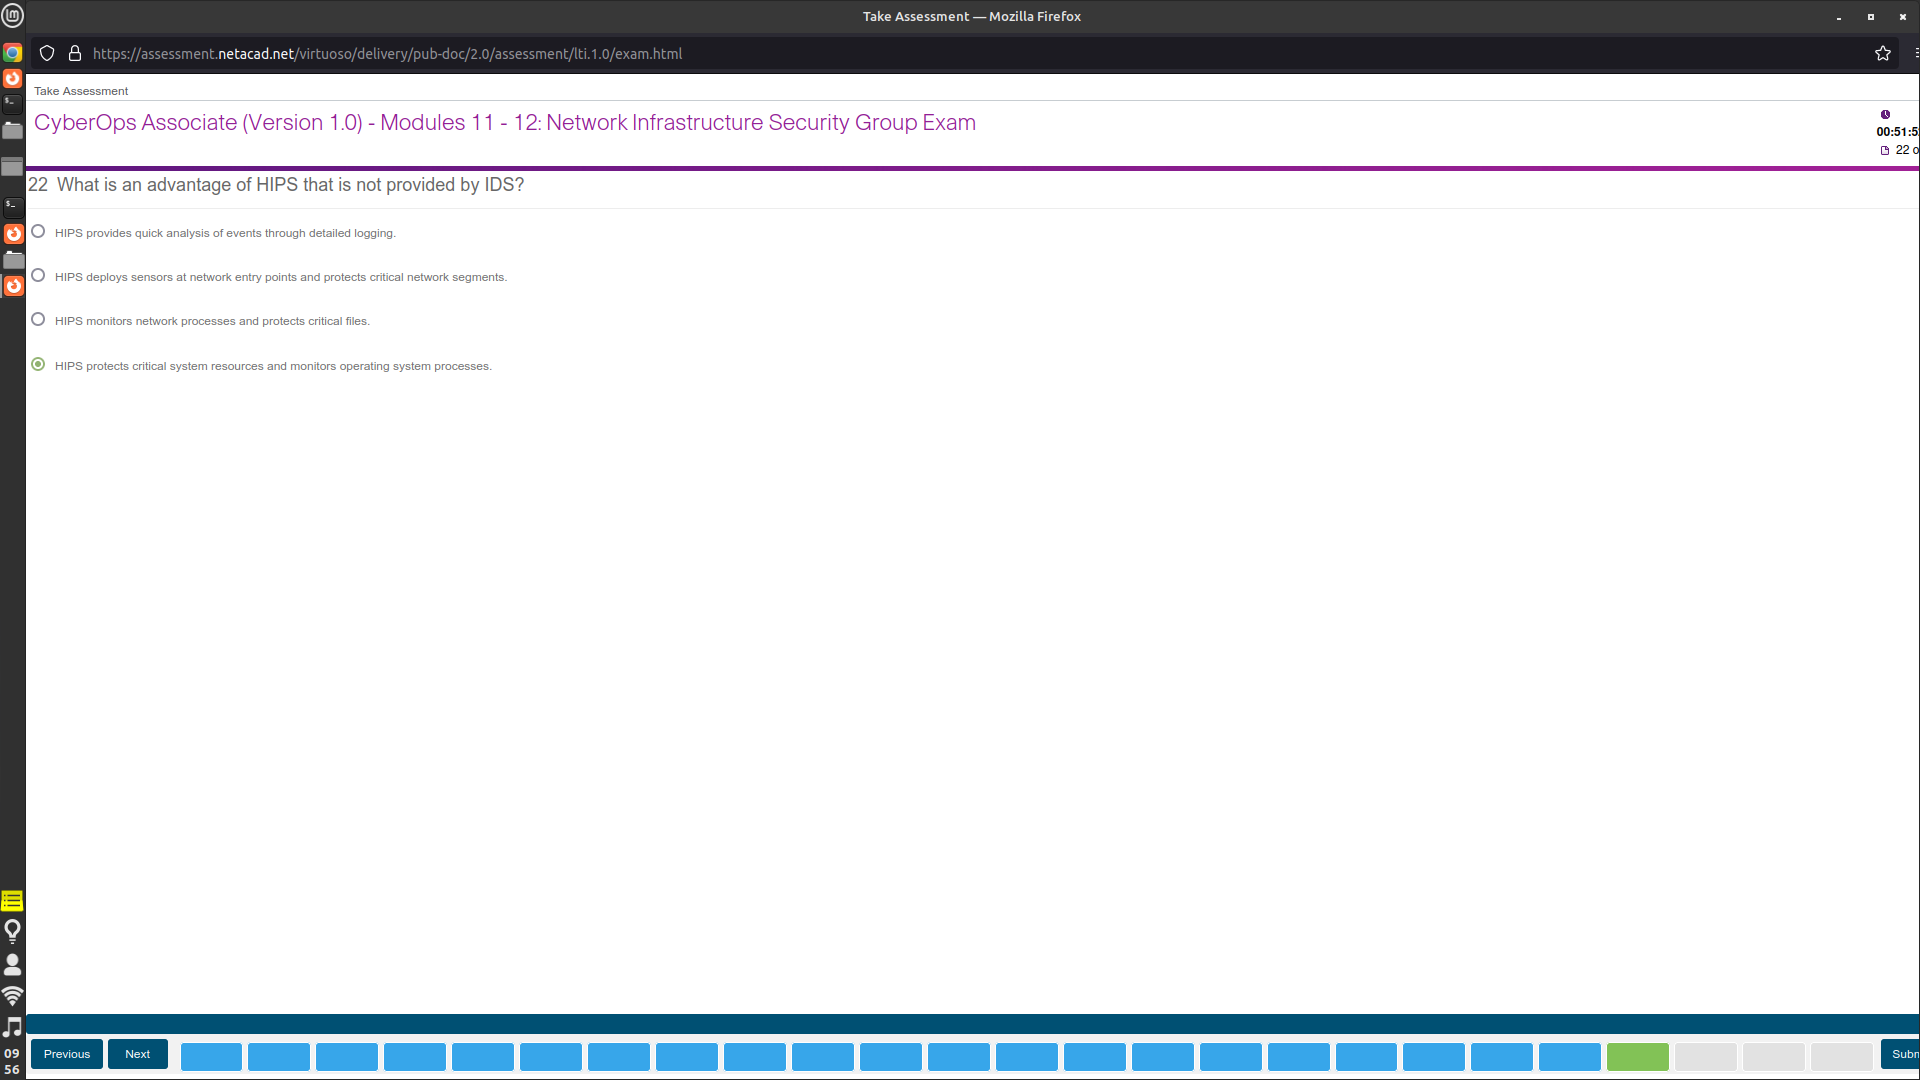 Take Assessment — Mozilla Firefox
https://assessment.netacad.net/virtuoso/delivery/pub-doc/2.0/assessment/lti.1.0/exam.html
Take Assessment
CyberOps Associate (Version 1.0) - Modules 11 - 12: Network Infrastructure Security Group Exam
00:51:5
22 o
22 What is an advantage of HIPS that is not provided by IDS?
HIPS provides quick analysis of events through detailed logging.
HIPS deploys sensors at network entry points and protects critical network segments.
HIPS monitors network processes and protects critical files.
HIPS protects critical system resources and monitors operating system processes.
09
56
Previous Next Subm